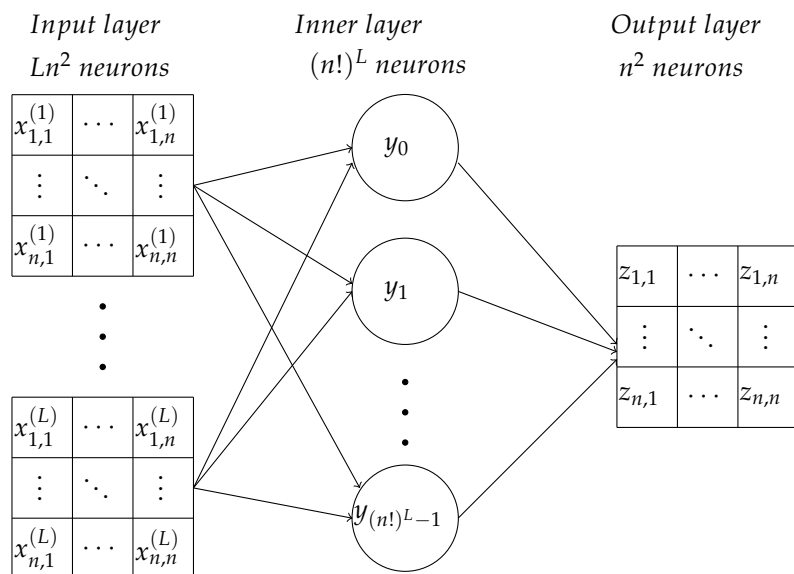 Input layer
Ln² neurons
Inner layer
(n!)^L neurons
Output layer
n² neurons
x_{1,1}^{(1)} ⋯ x_{1,n}^{(1)}
⋮ ⋱ ⋮
x_{n,1}^{(1)} ⋯ x_{n,n}^{(1)}
x_{1,1}^{(L)} ⋯ x_{1,n}^{(L)}
⋮ ⋱ ⋮
x_{n,1}^{(L)} ⋯ x_{n,n}^{(L)}
y_0
y_1
y_{(n!)^L-1}
z_{1,1} ⋯ z_{1,n}
⋮ ⋱ ⋮
z_{n,1} ⋯ z_{n,n}